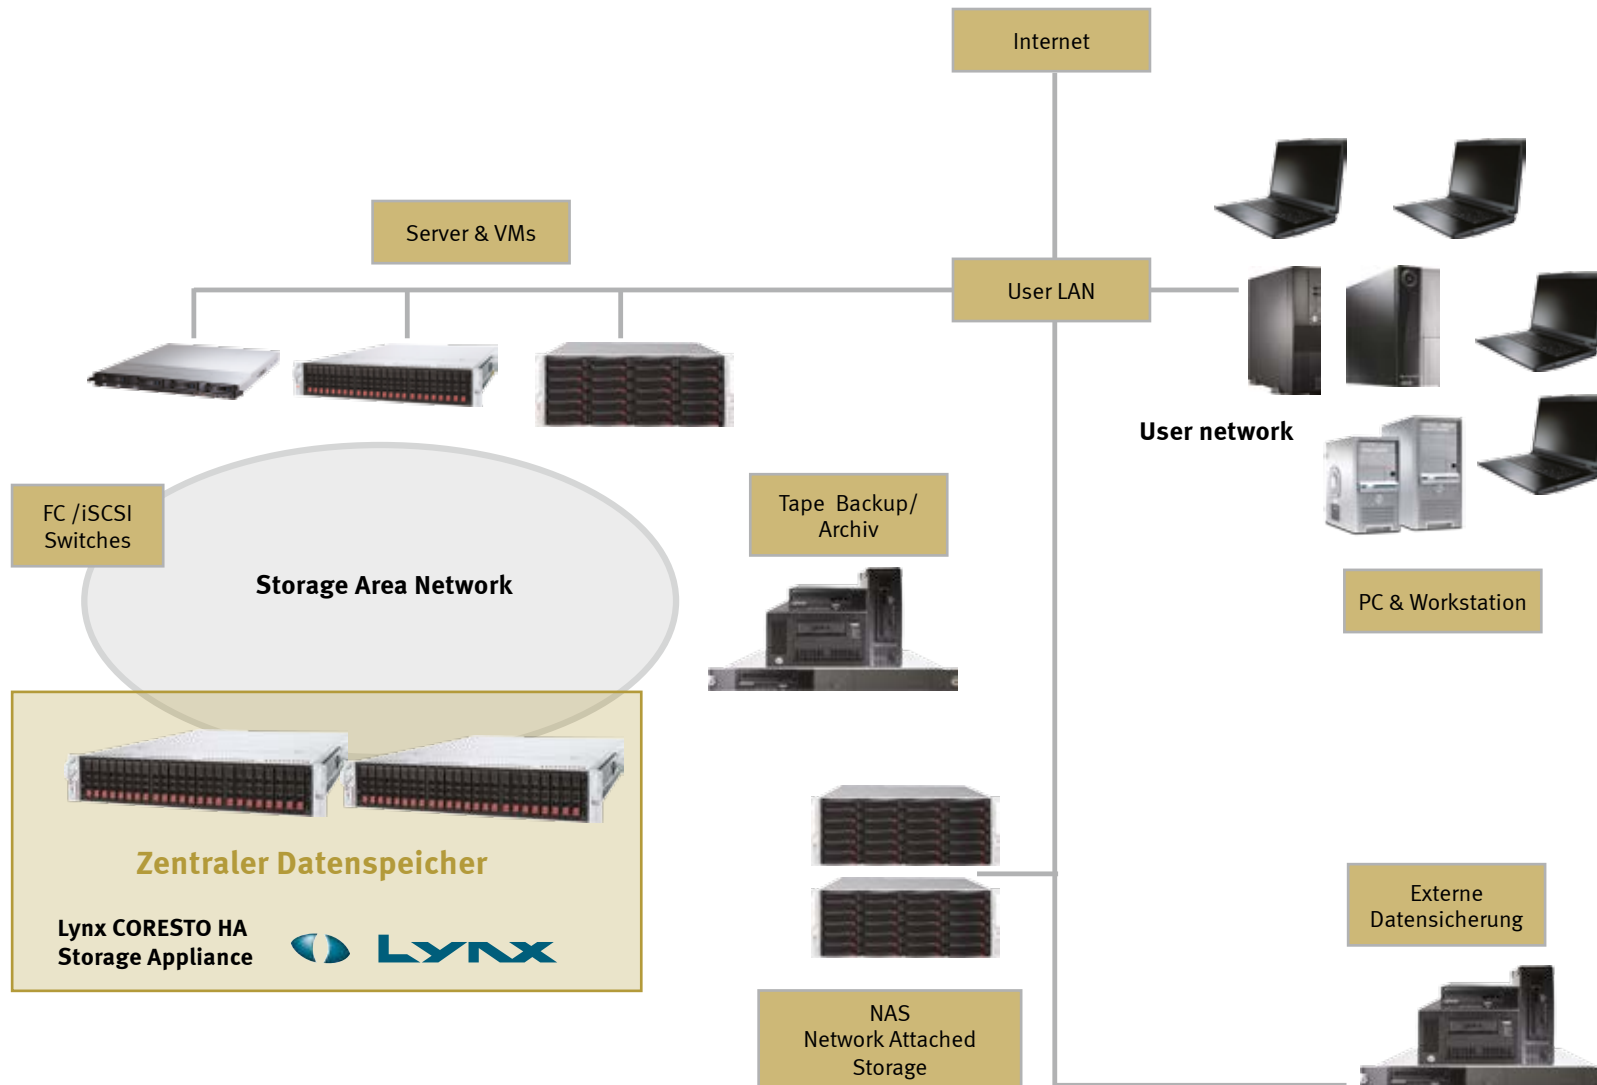 Internet
Server & VMs
User LAN
User network
FC /iSCSI
Switches
Tape Backup/
Archiv
Storage Area Network
PC & Workstation
Zentraler Datenspeicher
Lynx CORESTO HA
Storage Appliance
LYNX
Externe
Datensicherung
NAS
Network Attached
Storage